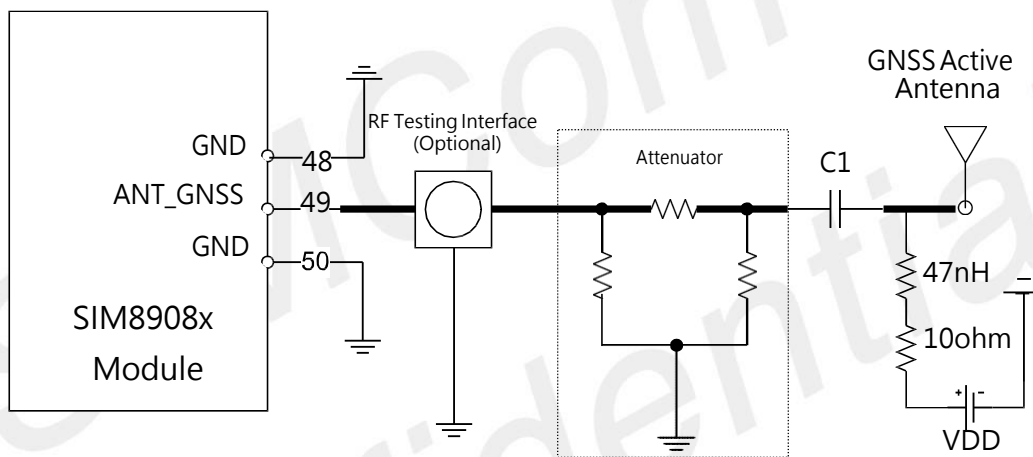 GNSS Active
Antenna
RF Testing Interface
(Optional)
GND
48
Attenuator
C1
ANT_GNSS
49
GND
50
47nH
SIM8908x
Module
10ohm
+ -
VDD